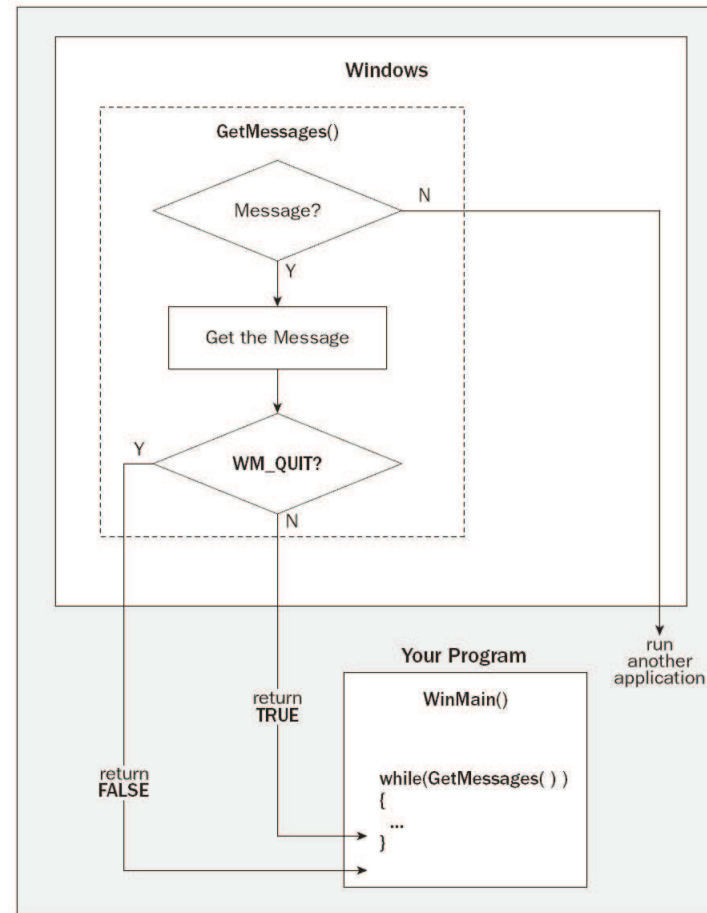 Windows
GetMessages()
Message?
N
Y
Get the Message
Y
WM_QUIT?
N
run
another
application
Your Program
return
TRUE
WinMain()
return
FALSE
while(GetMessages( ) )
{
...
}